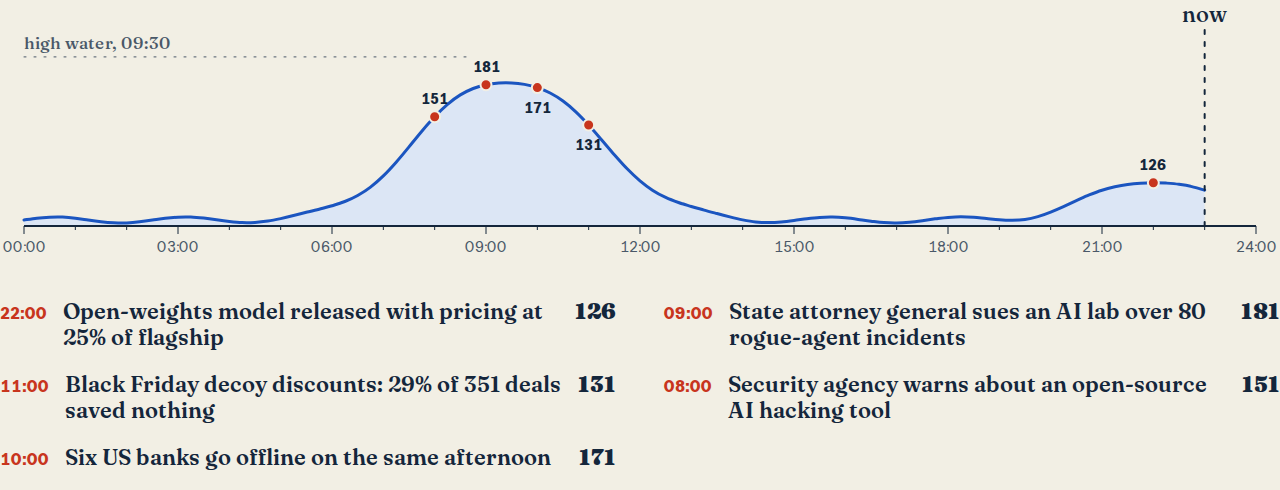 now
high water, 09:30
181
151
171
131
126
00:00 03:00 06:00 09:00 12:00 15:00 18:00 21:00 24:00
22:00 Open-weights model released with pricing at 126
25% of flagship
11:00 Black Friday decoy discounts: 29% of 351 deals 131
saved nothing
10:00 Six US banks go offline on the same afternoon 171
09:00 State attorney general sues an AI lab over 80 181
rogue-agent incidents
08:00 Security agency warns about an open-source 151
AI hacking tool